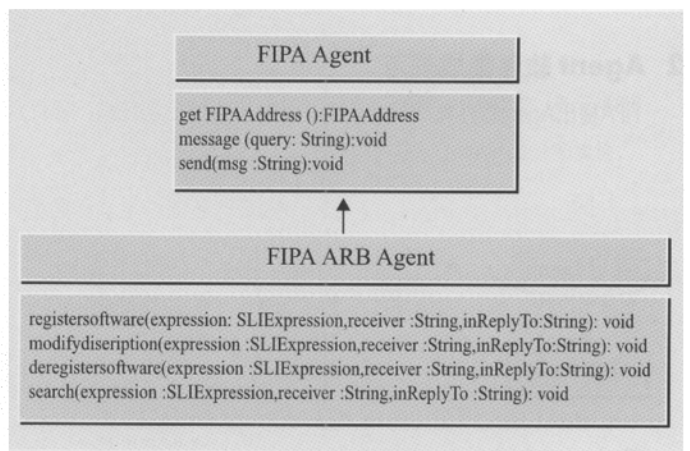 FIPA Agent
get FIPAAddress ():FIPAAddress
message (query: String):void
send(msg :String):void
FIPA ARB Agent
registersoftware(expression: SLIExpression,receiver :String,inReplyTo:String): void
modifydiseription(expression :SLIExpression,receiver :String,inReplyTo:String): void
deregistersoftware(expression :SLIExpression,receiver :String,inReplyTo:String): void
search(expression :SLIExpression,receiver :String,inReplyTo :String): void